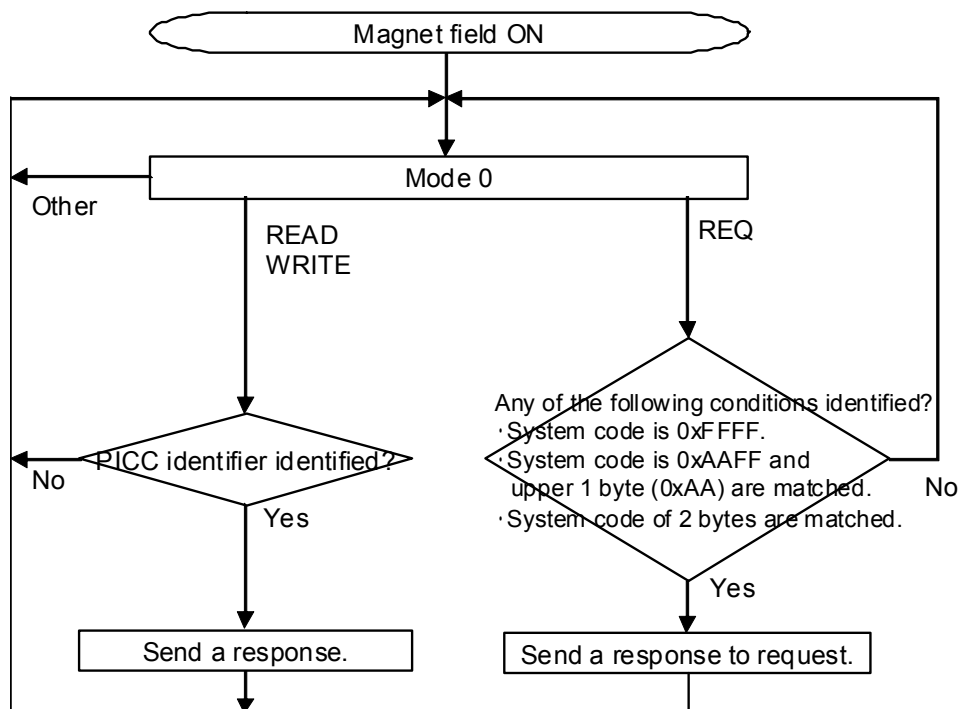 Magnet field ON
Mode 0
Other
READ
WRITE
REQ
Any of the following conditions identified?
・System code is 0xFFFF.
・System code is 0xAAFF and
upper 1 byte (0xAA) are matched.
・System code of 2 bytes are matched.
PICC identifier identified?
No
Yes
No
Yes
Send a response.
Send a response to request.